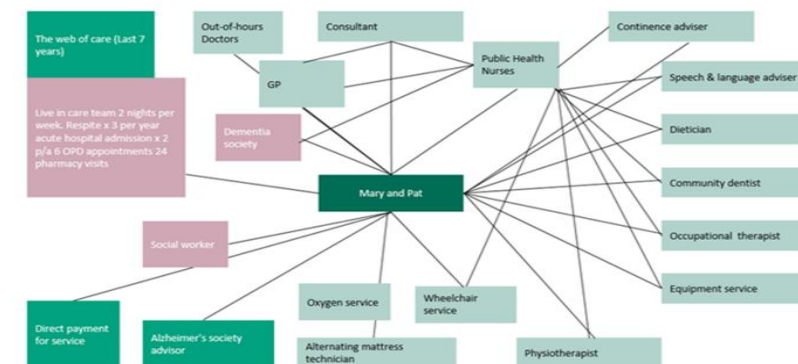 The web of care (Last 7
years)
Out-of-hours
Doctors
Consultant
Continence adviser
Public Health
Nurses
GP
Speech & language adviser
Live in care team 2 nights per
week. Respite x 3 per year
acute hospital admission x 2
p/a 6 OPD appointments 24
pharmacy visits
Dementia
society
Dietician
Mary and Pat
Community dentist
Social worker
Occupational therapist
Oxygen service
Wheelchair
service
Equipment service
Direct payment
for service
Alzheimer's society
advisor
Alternating mattress
technician
Physiotherapist